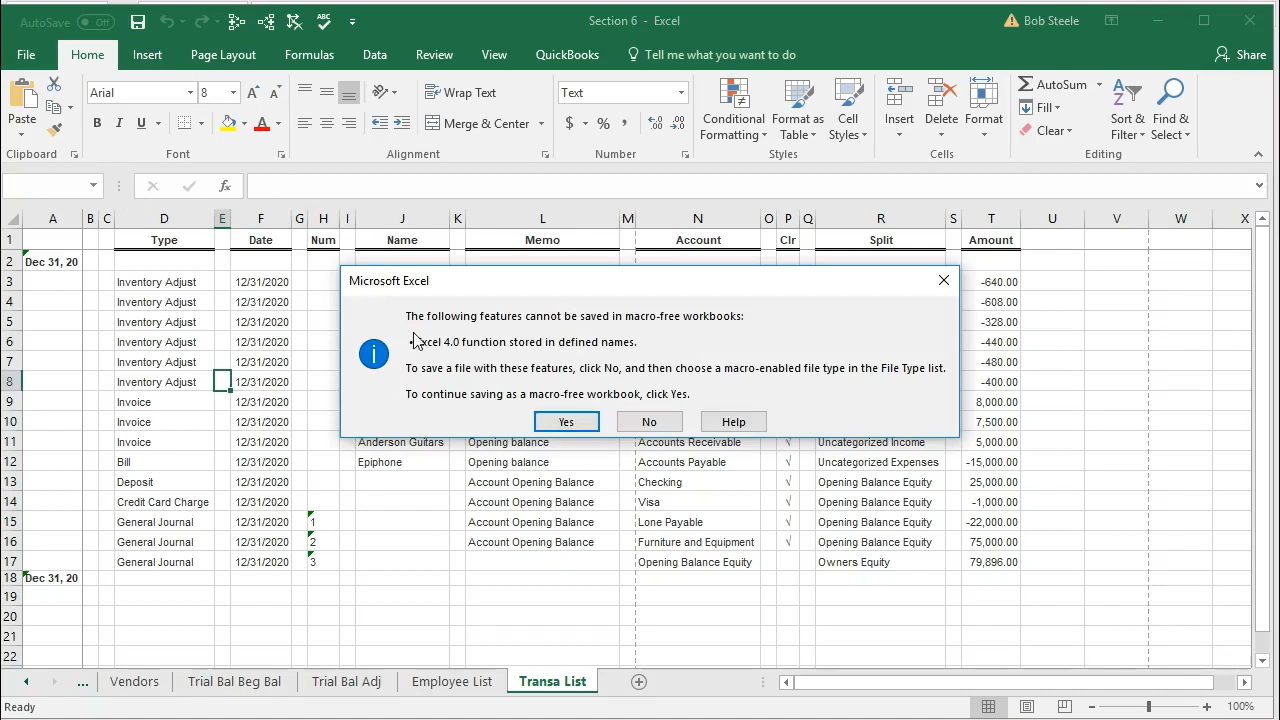 AutoSave Off
Section 6 - Excel
Bob Steele
File Home Insert Page Layout Formulas Data Review View QuickBooks Tell me what you want to do Share
Paste
Clipboard
Arial 8
B I U
Font
Wrap Text
Merge & Center
Alignment
Text
$ % ,
Number
Conditional Formatting
Format as Table
Cell Styles
Styles
Insert Delete Format
Cells
AutoSum
Fill
Clear
Sort & Filter
Find & Select
Editing
fx
A B C D E F G H I J K L M N O P Q R S T U V W X
1 Type Date Num Name Memo Account Clr Split Amount
2 Dec 31, 20
3 Inventory Adjust 12/31/2020 -640.00
4 Inventory Adjust 12/31/2020 -608.00
5 Inventory Adjust 12/31/2020 -328.00
6 Inventory Adjust 12/31/2020 -440.00
7 Inventory Adjust 12/31/2020 -480.00
8 Inventory Adjust 12/31/2020 -400.00
9 Invoice 12/31/2020 8,000.00
10 Invoice 12/31/2020 7,500.00
11 Invoice 12/31/2020 Anderson Guitars Opening balance Accounts Receivable √ Uncategorized Income 5,000.00
12 Bill 12/31/2020 Epiphone Opening balance Accounts Payable √ Uncategorized Expenses -15,000.00
13 Deposit 12/31/2020 Account Opening Balance Checking √ Opening Balance Equity 25,000.00
14 Credit Card Charge 12/31/2020 Account Opening Balance Visa √ Opening Balance Equity -1,000.00
15 General Journal 12/31/2020 1 Account Opening Balance Lone Payable √ Opening Balance Equity -22,000.00
16 General Journal 12/31/2020 2 Account Opening Balance Furniture and Equipment √ Opening Balance Equity 75,000.00
17 General Journal 12/31/2020 3 Opening Balance Equity Owners Equity 79,896.00
18 Dec 31, 20
19
20
21
22
Microsoft Excel
The following features cannot be saved in macro-free workbooks:
• Excel 4.0 function stored in defined names.
To save a file with these features, click No, and then choose a macro-enabled file type in the File Type list.
To continue saving as a macro-free workbook, click Yes.
Yes No Help
... Vendors Trial Bal Beg Bal Trial Bal Adj Employee List Transa List
Ready
100%